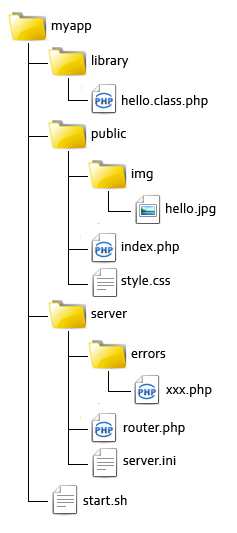 myapp
library
PHP hello.class.php
public
img
hello.jpg
PHP index.php
style.css
server
errors
PHP xxx.php
PHP router.php
server.ini
start.sh